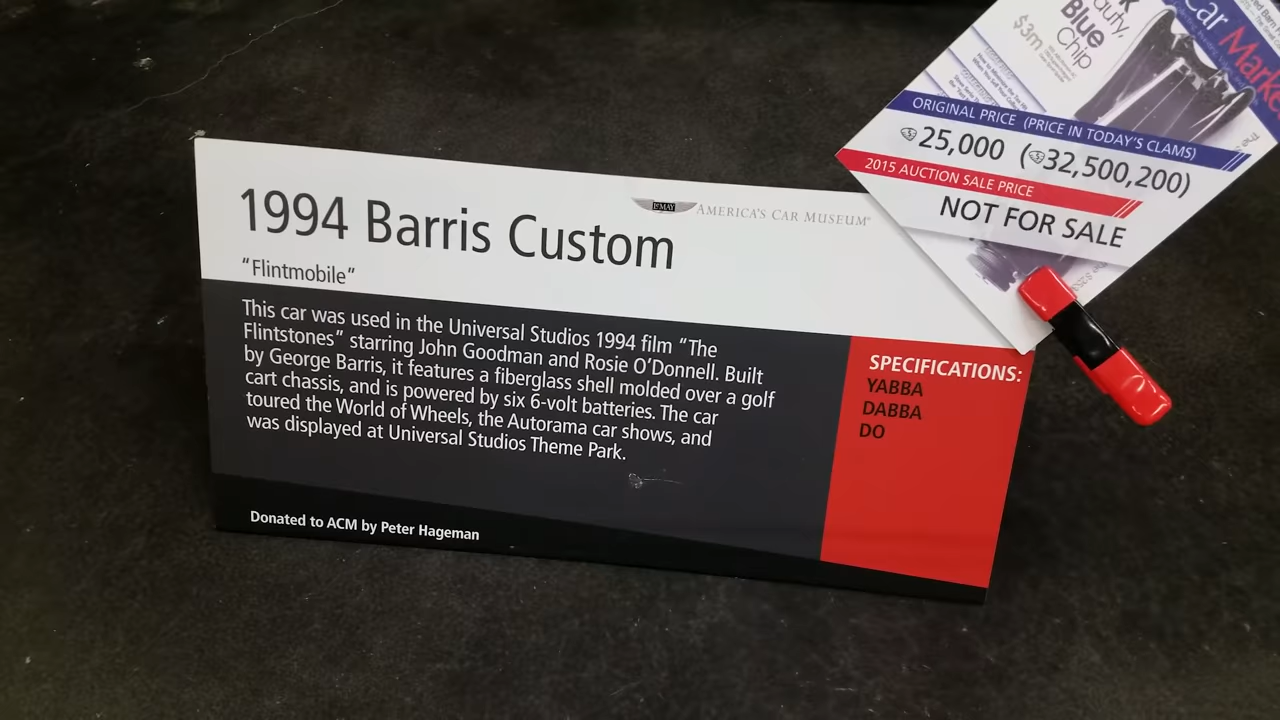 Blue
Chip
$3m
Car Marke
ORIGINAL PRICE (PRICE IN TODAY'S CLAMS)
25,000 (32,500,200)
2015 AUCTION SALE PRICE
NOT FOR SALE
LEMAY AMERICA'S CAR MUSEUM®
1994 Barris Custom
"Flintmobile"
This car was used in the Universal Studios 1994 film "The
Flintstones" starring John Goodman and Rosie O'Donnell. Built
by George Barris, it features a fiberglass shell molded over a golf
cart chassis, and is powered by six 6-volt batteries. The car
toured the World of Wheels, the Autorama car shows, and
was displayed at Universal Studios Theme Park.
SPECIFICATIONS:
YABBA
DABBA
DO
Donated to ACM by Peter Hageman